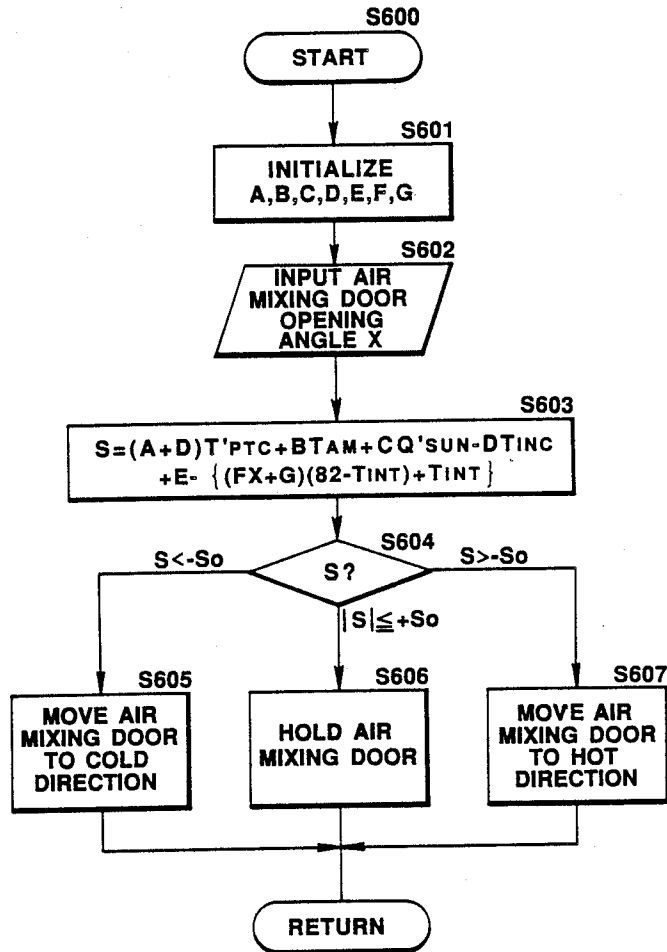 S600
START
S601
INITIALIZE
A,B,C,D,E,F,G
S602
INPUT AIR
MIXING DOOR
OPENING
ANGLE X
S603
S=(A+D)T'PTC+BTAM+CQ'SUN-DTINC
+E- {(FX+G)(82-TINT)+TINT}
S604
S<-So
S?
S>-So
|S|≦+So
S605
MOVE AIR
MIXING DOOR
TO COLD
DIRECTION
S606
HOLD AIR
MIXING DOOR
S607
MOVE AIR
MIXING DOOR
TO HOT
DIRECTION
RETURN